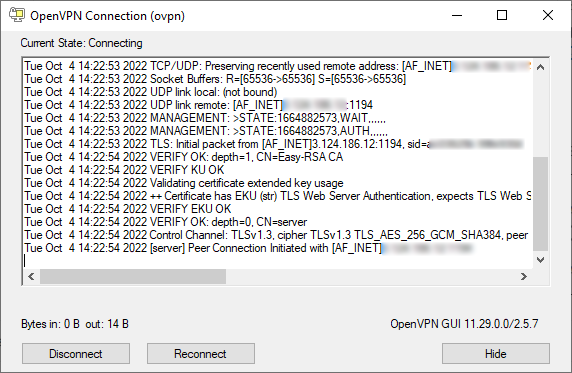 OpenVPN Connection (ovpn)
Current State: Connecting
Tue Oct 4 14:22:53 2022 TCP/UDP: Preserving recently used remote address: [AF_INET]
Tue Oct 4 14:22:53 2022 Socket Buffers: R=[65536->65536] S=[65536->65536]
Tue Oct 4 14:22:53 2022 UDP link local: (not bound)
Tue Oct 4 14:22:53 2022 UDP link remote: [AF_INET] :1194
Tue Oct 4 14:22:53 2022 MANAGEMENT: >STATE:1664882573,WAIT,,,,,,
Tue Oct 4 14:22:53 2022 MANAGEMENT: >STATE:1664882573,AUTH,,,,,,
Tue Oct 4 14:22:53 2022 TLS: Initial packet from [AF_INET]3.124.186.12:1194, sid=
Tue Oct 4 14:22:54 2022 VERIFY OK: depth=1, CN=Easy-RSA CA
Tue Oct 4 14:22:54 2022 VERIFY KU OK
Tue Oct 4 14:22:54 2022 Validating certificate extended key usage
Tue Oct 4 14:22:54 2022 ++ Certificate has EKU (str) TLS Web Server Authentication, expects TLS Web S
Tue Oct 4 14:22:54 2022 VERIFY EKU OK
Tue Oct 4 14:22:54 2022 VERIFY OK: depth=0, CN=server
Tue Oct 4 14:22:54 2022 Control Channel: TLSv1.3, cipher TLSv1.3 TLS_AES_256_GCM_SHA384, peer
Tue Oct 4 14:22:54 2022 [server] Peer Connection Initiated with [AF_INET]
Bytes in: 0 B out: 14 B
OpenVPN GUI 11.29.0.0/2.5.7
Disconnect
Reconnect
Hide